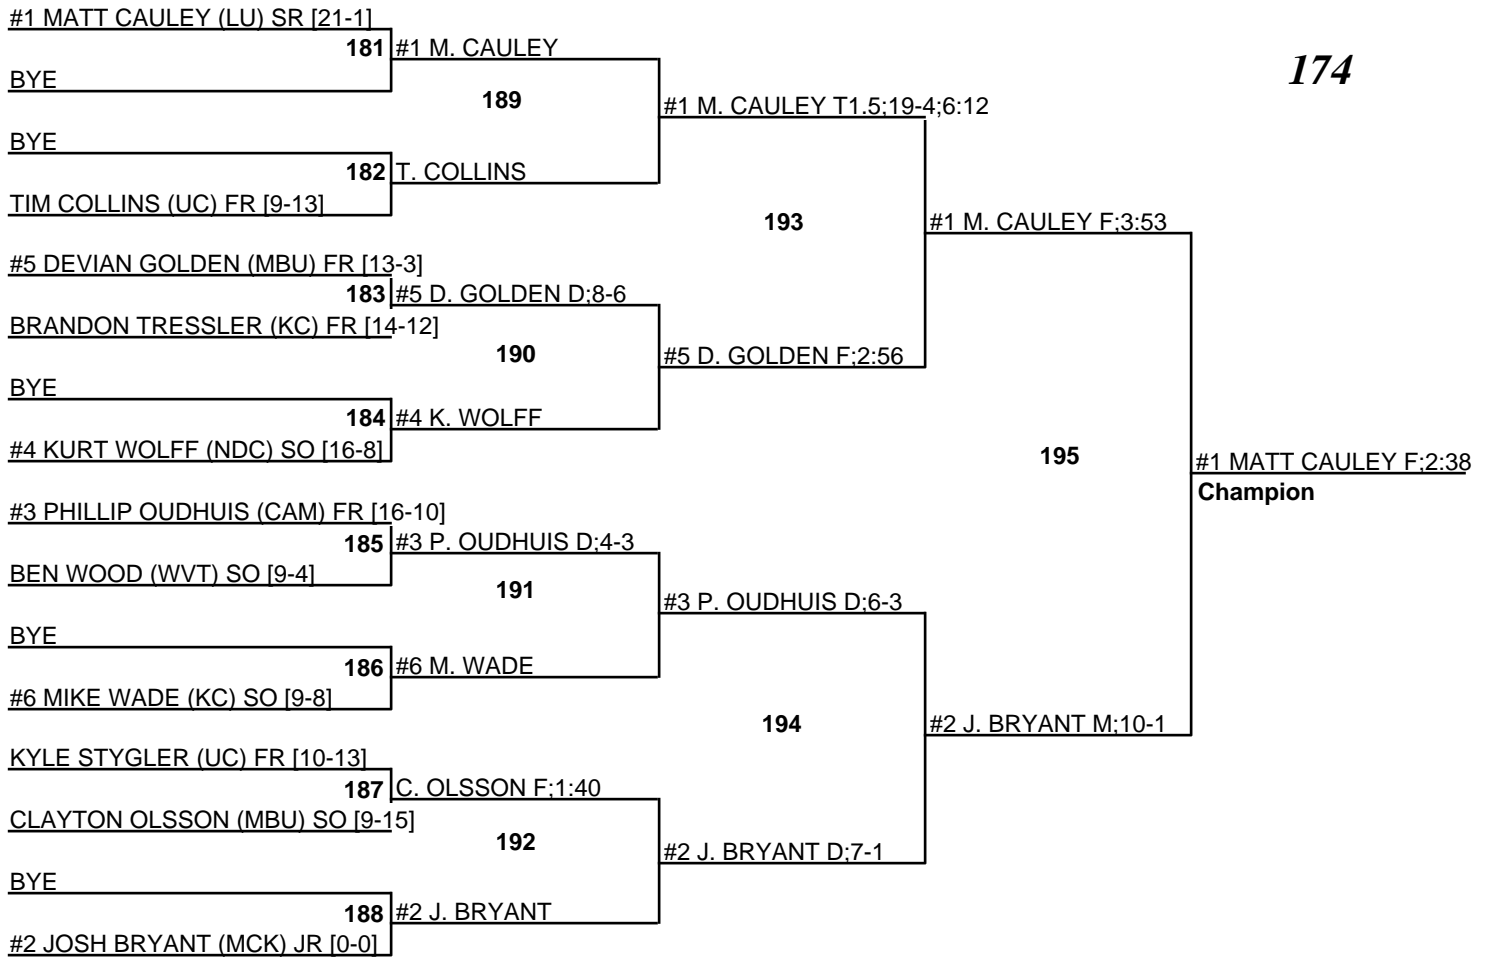 #1 MATT CAULEY (LU) SR [21-1]
181 #1 M. CAULEY
174
BYE
189
#1 M. CAULEY T1.5;19-4;6:12
BYE
182 T. COLLINS
TIM COLLINS (UC) FR [9-13]
193
#1 M. CAULEY F;3:53
#5 DEVIAN GOLDEN (MBU) FR [13-3]
183 #5 D. GOLDEN D;8-6
BRANDON TRESSLER (KC) FR [14-12]
190
#5 D. GOLDEN F;2:56
BYE
184 #4 K. WOLFF
#4 KURT WOLFF (NDC) SO [16-8]
195
#1 MATT CAULEY F;2:38
Champion
#3 PHILLIP OUDHUIS (CAM) FR [16-10]
185 #3 P. OUDHUIS D;4-3
BEN WOOD (WVT) SO [9-4]
191
#3 P. OUDHUIS D;6-3
BYE
186 #6 M. WADE
#6 MIKE WADE (KC) SO [9-8]
194
#2 J. BRYANT M;10-1
KYLE STYGLER (UC) FR [10-13]
187 C. OLSSON F;1:40
CLAYTON OLSSON (MBU) SO [9-15]
192
#2 J. BRYANT D;7-1
BYE
188 #2 J. BRYANT
#2 JOSH BRYANT (MCK) JR [0-0]